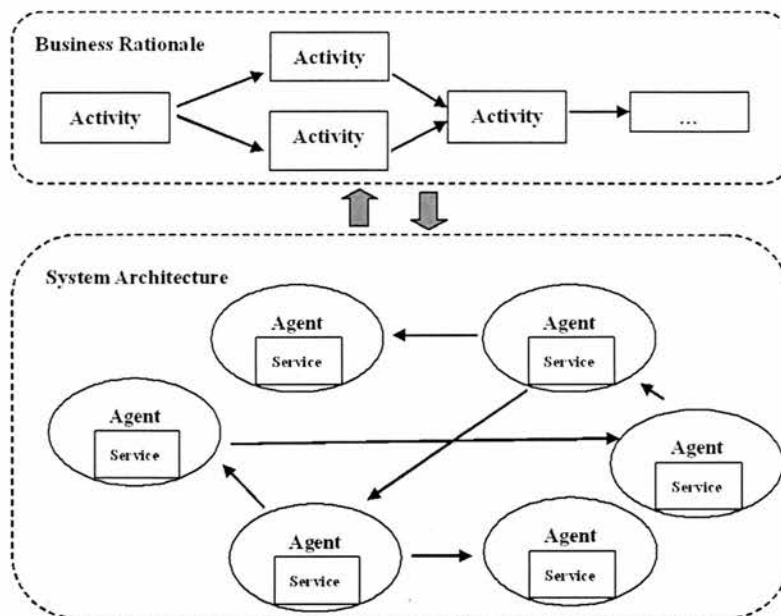 Business Rationale
Activity
Activity
Activity
Activity
...
System Architecture
Agent
Service
Agent
Service
Agent
Service
Agent
Service
Agent
Service
Agent
Service